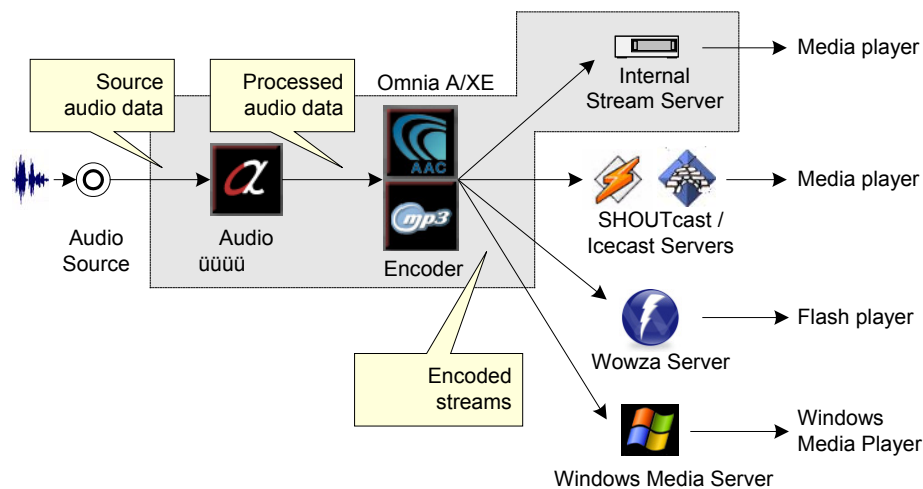 Source
audio data
Processed
audio data
Omnia A/XE
Internal
Stream Server
Media player
AAC
mp3
Audio
Source
Audio
üüüü
Encoder
SHOUTcast /
Icecast Servers
Media player
Wowza Server
Flash player
Encoded
streams
Windows Media Server
Windows
Media Player